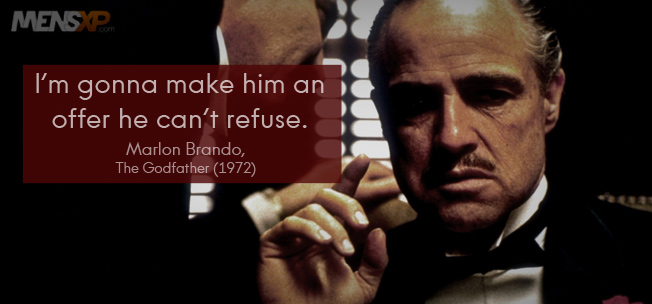 MENSXP.com
I'm gonna make him an
offer he can't refuse.
Marlon Brando,
The Godfather (1972)